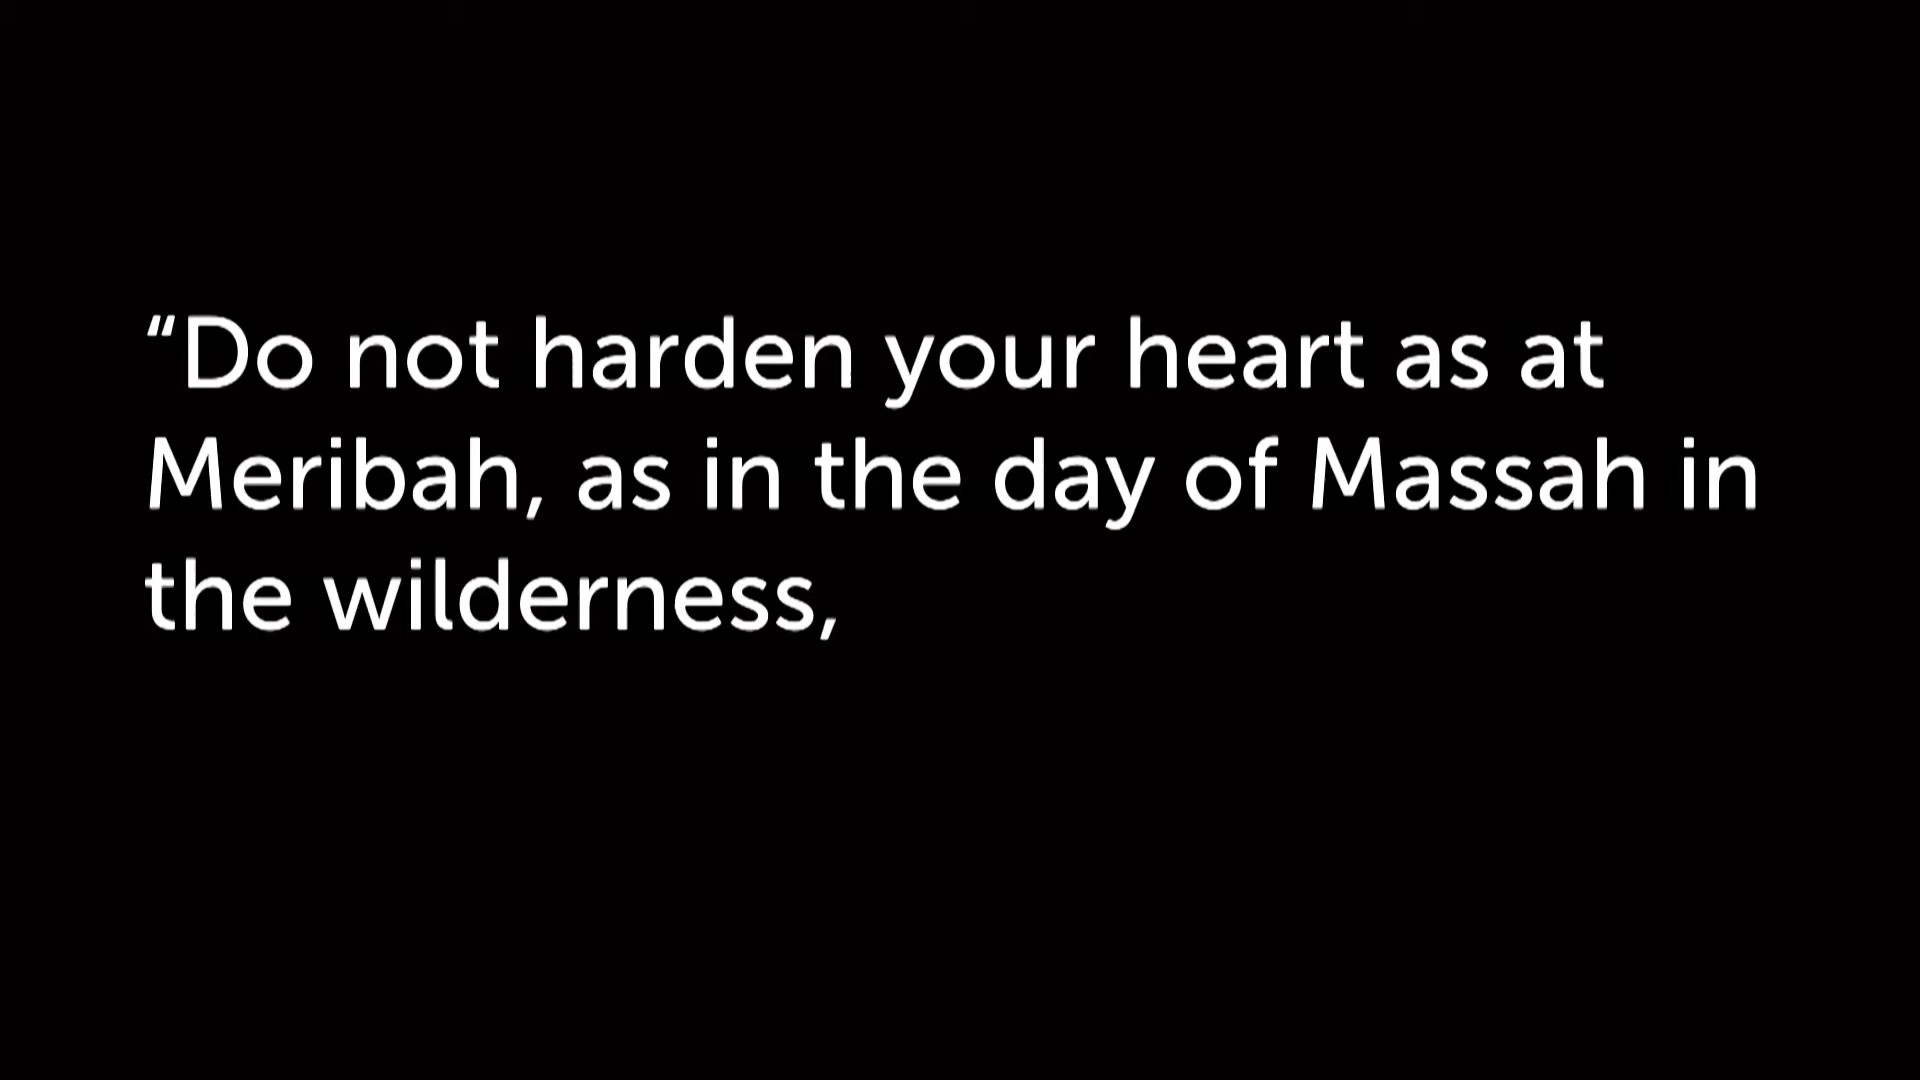 “Do not harden your heart as at
Meribah, as in the day of Massah in
the wilderness,